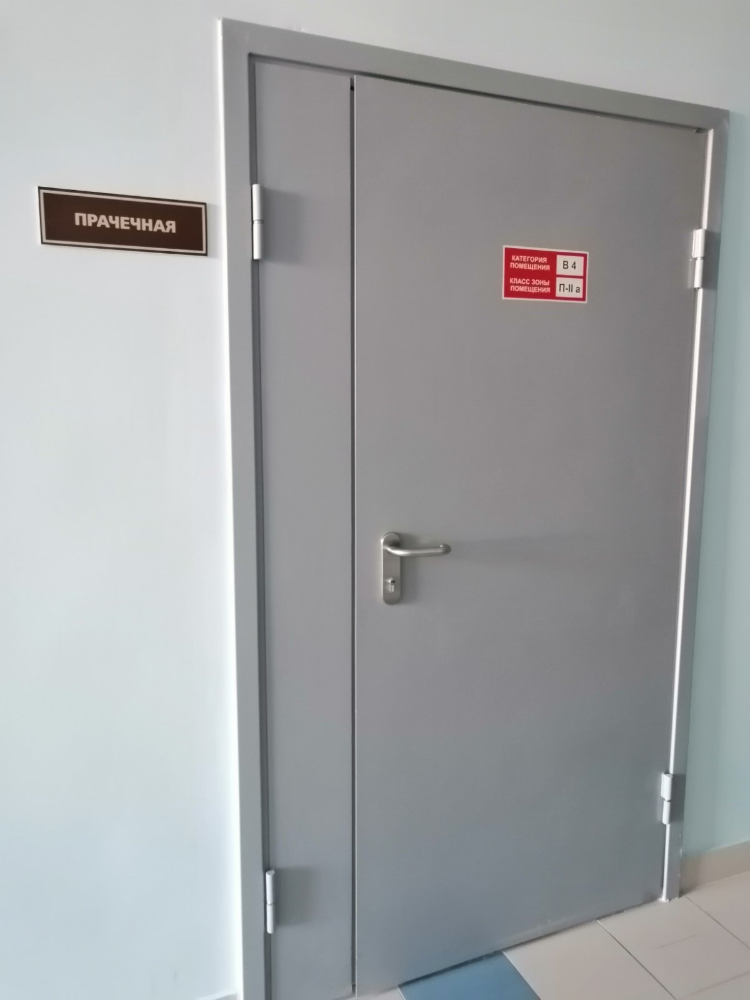 ПРАЧЕЧНАЯ
КАТЕГОРИЯ
ПОМЕЩЕНИЯ
В 4
КЛАСС ЗОНЫ
ПОМЕЩЕНИЯ
П-II а